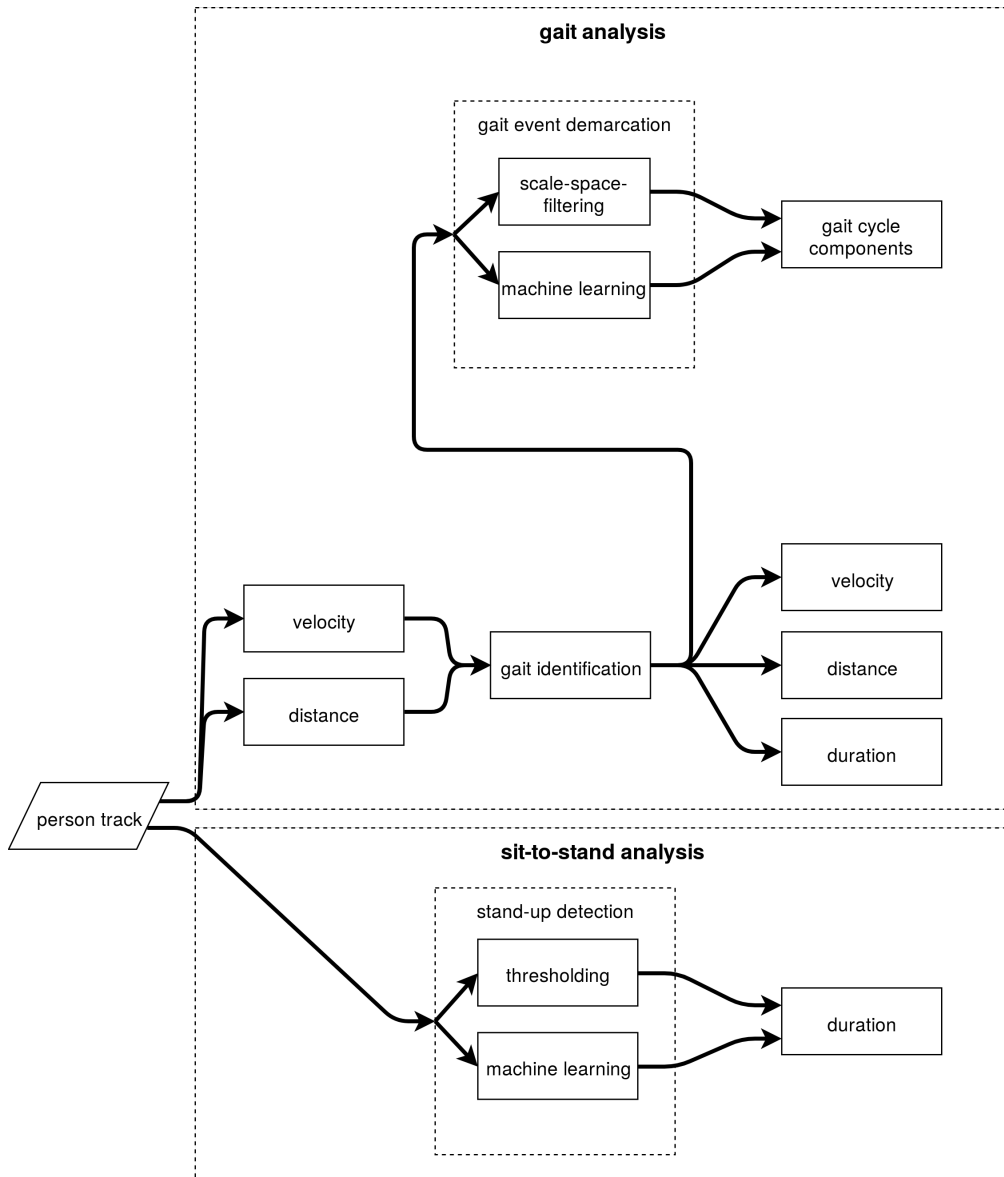 gait analysis
gait event demarcation
scale-space-
filtering
machine learning
gait cycle
components
velocity
distance
gait identification
velocity
distance
duration
person track
sit-to-stand analysis
stand-up detection
thresholding
machine learning
duration